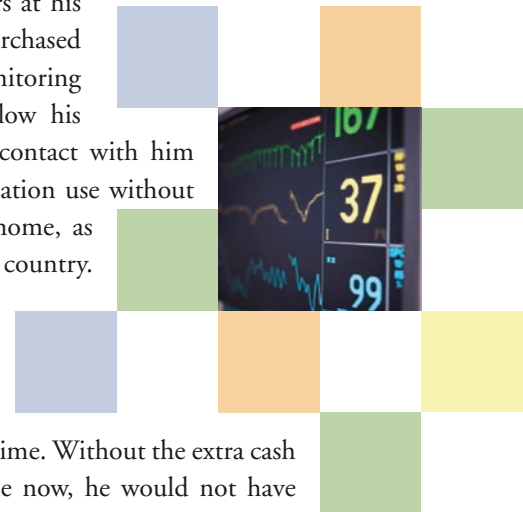 rs at his
rchased
nitoring
low his
contact with him
ation use without
home, as
country.
167
37
99
ime. Without the extra cash
e now, he would not have